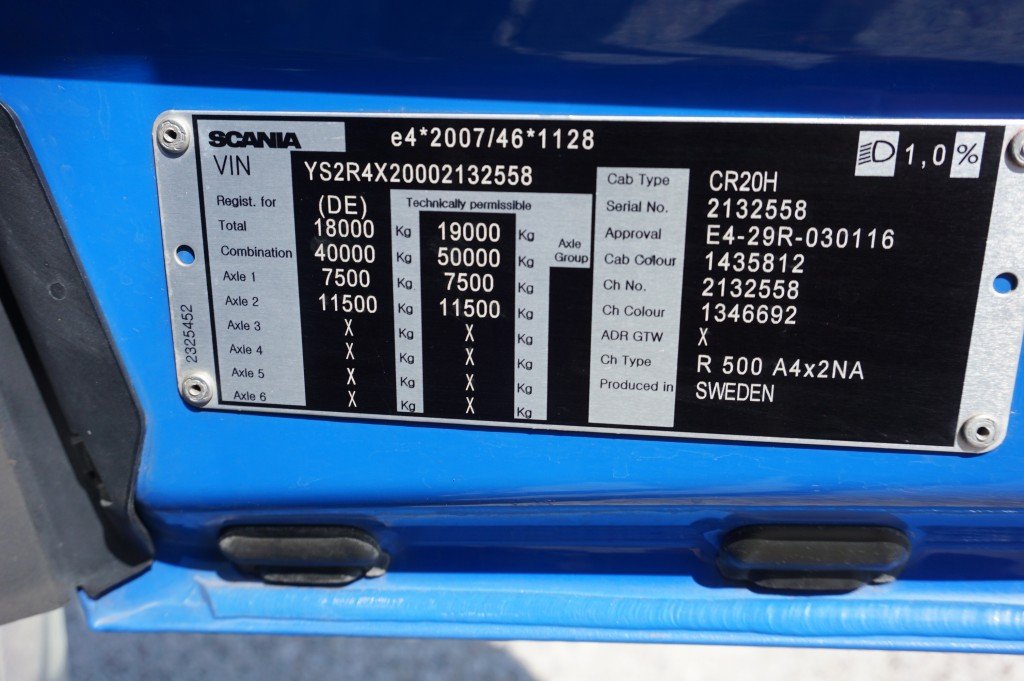 SCANIA e4*2007/46*1128 1,0%
VIN YS2R4X20002132558
Regist. for (DE) Technically permissible
Total 18000 Kg 19000 Kg
Combination 40000 Kg 50000 Kg Axle Group
Axle 1 7500 Kg 7500 Kg
Axle 2 11500 Kg 11500 Kg
Axle 3 X Kg X Kg
Axle 4 X Kg X Kg
Axle 5 X Kg X Kg
Axle 6 X Kg X Kg
Cab Type CR20H
Serial No. 2132558
Approval E4-29R-030116
Cab Colour 1435812
Ch No. 2132558
Ch Colour 1346692
ADR GTW X
Ch Type R 500 A4x2NA
Produced in SWEDEN
2325452